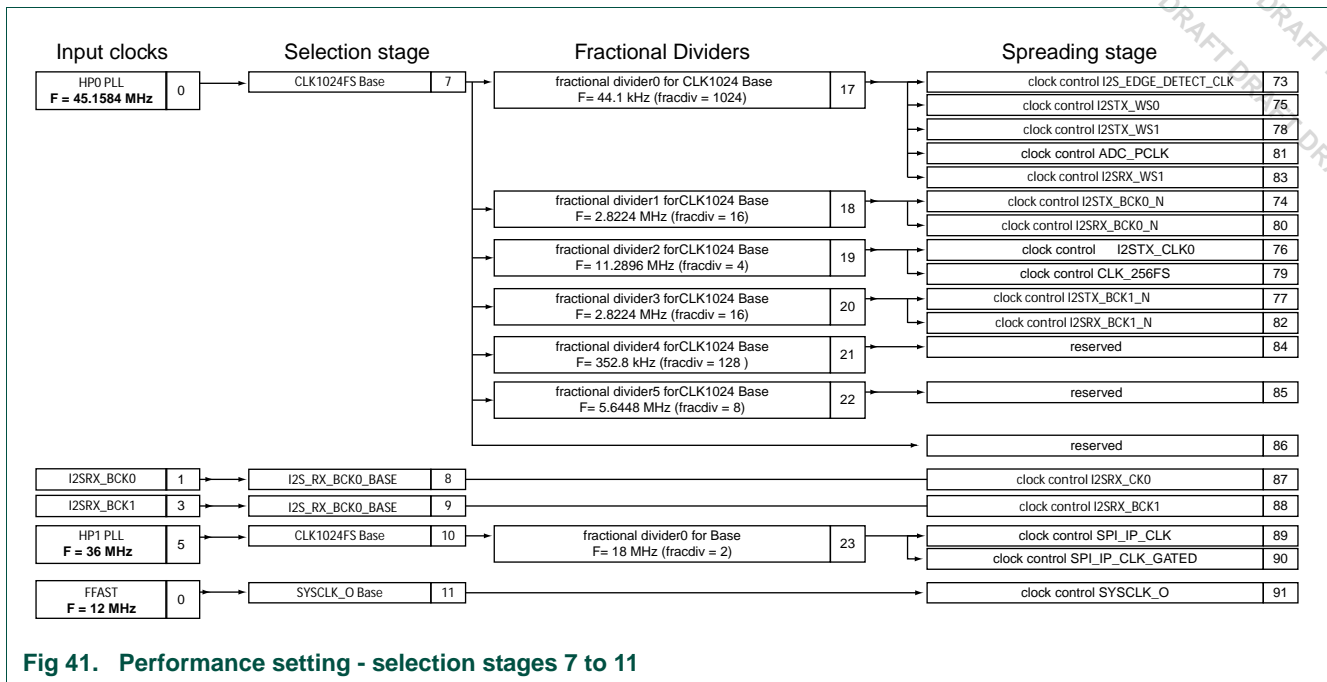 Input clocks
Selection stage
Fractional Dividers
Spreading stage
HP0 PLL
F = 45.1584 MHz
0
CLK1024FS Base
7
fractional divider0 for CLK1024 Base
F= 44.1 kHz (fracdiv = 1024)
17
clock control I2S_EDGE_DETECT_CLK
73
clock control I2STX_WS0
75
clock control I2STX_WS1
78
clock control ADC_PCLK
81
clock control I2SRX_WS1
83
fractional divider1 forCLK1024 Base
F= 2.8224 MHz (fracdiv = 16)
18
clock control I2STX_BCK0_N
74
clock control I2SRX_BCK0_N
80
fractional divider2 forCLK1024 Base
F= 11.2896 MHz (fracdiv = 4)
19
clock control I2STX_CLK0
76
clock control CLK_256FS
79
fractional divider3 forCLK1024 Base
F= 2.8224 MHz (fracdiv = 16)
20
clock control I2STX_BCK1_N
77
clock control I2SRX_BCK1_N
82
fractional divider4 forCLK1024 Base
F= 352.8 kHz (fracdiv = 128 )
21
reserved
84
fractional divider5 forCLK1024 Base
F= 5.6448 MHz (fracdiv = 8)
22
reserved
85
reserved
86
I2SRX_BCK0
1
I2S_RX_BCK0_BASE
8
clock control I2SRX_CK0
87
I2SRX_BCK1
3
I2S_RX_BCK0_BASE
9
clock control I2SRX_BCK1
88
HP1 PLL
F = 36 MHz
5
CLK1024FS Base
10
fractional divider0 for Base
F= 18 MHz (fracdiv = 2)
23
clock control SPI_IP_CLK
89
clock control SPI_IP_CLK_GATED
90
FFAST
F = 12 MHz
0
SYSCLK_O Base
11
clock control SYSCLK_O
91
Fig 41. Performance setting - selection stages 7 to 11
DRAFT DRAFT DRAFT
DRAFT